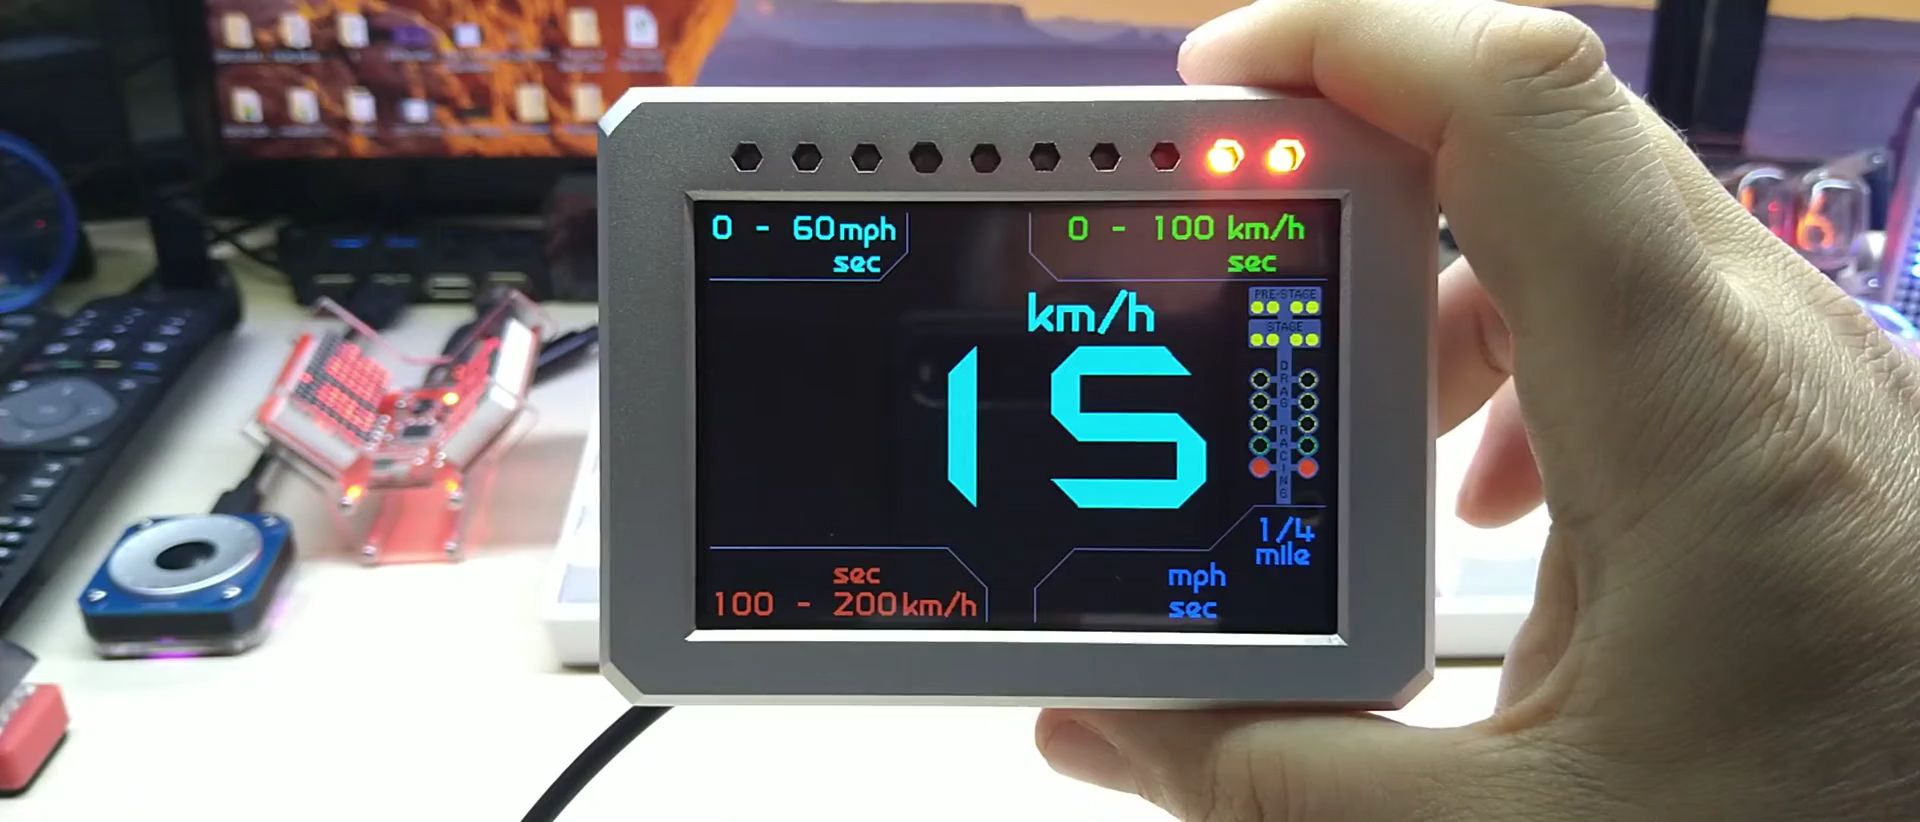 0 - 60mph
sec
0 - 100 km/h
sec
km/h
15
PRE-STAGE
STAGE
DRAG RACING
1/4
mile
sec
100 - 200km/h
mph
sec